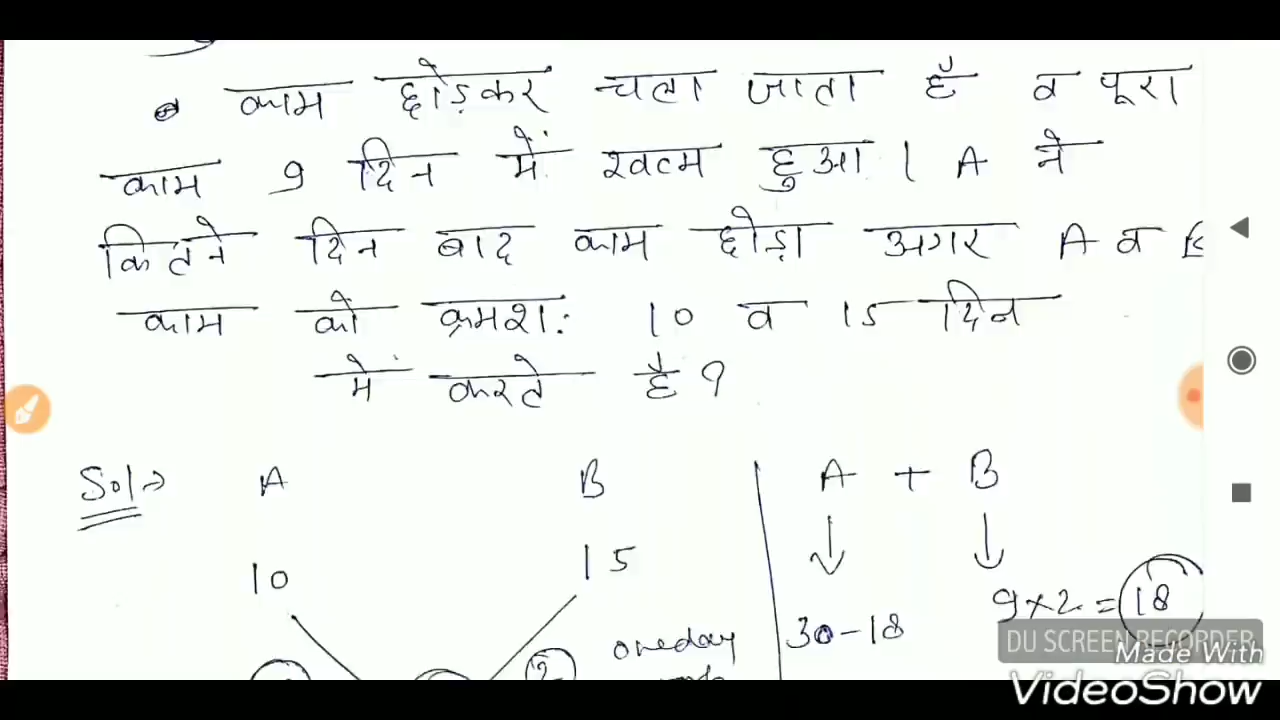 काम छोड़कर चला जाता है व पूरा
काम 9 दिन में खत्म हुआ । A ने
कितने दिन बाद काम छोड़ा अगर A व
काम को क्रमश: 10 व 15 दिन
में करते है ?
Sol→ A B A + B
10 15
9×2 = 18
30-18
oneday
2
DU SCREEN RECORDER
Made With
VideoShow